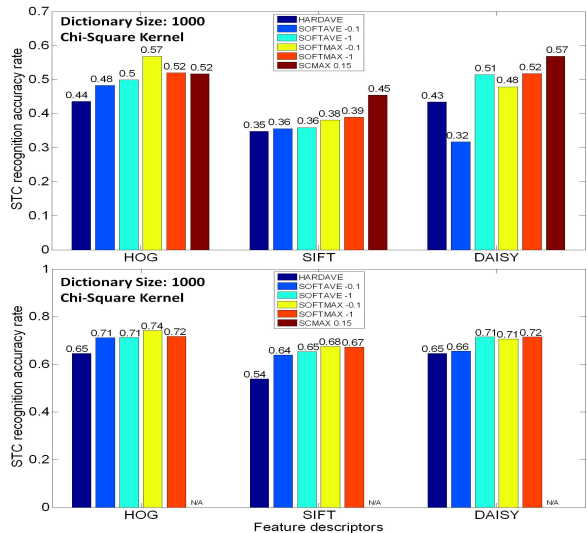 Dictionary Size: 1000
Chi-Square Kernel
HARDAVE
SOFTAVE -0.1
SOFTAVE -1
SOFTMAX -0.1
SOFTMAX -1
SCMAX 0.15
STC recognition accuracy rate
0.7
0.6
0.5
0.4
0.3
0.2
0.1
0
0.44 0.48 0.5 0.57 0.52 0.52
0.35 0.36 0.36 0.38 0.39 0.45
0.43 0.32 0.51 0.48 0.52 0.57
HOG SIFT DAISY
Dictionary Size: 1000
Chi-Square Kernel
HARDAVE
SOFTAVE -0.1
SOFTAVE -1
SOFTMAX -0.1
SOFTMAX -1
SCMAX 0.15
STC recognition accuracy rate
1
0.8
0.6
0.4
0.2
0
0.65 0.71 0.71 0.74 0.72 N/A
0.54 0.64 0.65 0.68 0.67 N/A
0.65 0.66 0.71 0.71 0.72 N/A
HOG SIFT DAISY
Feature descriptors